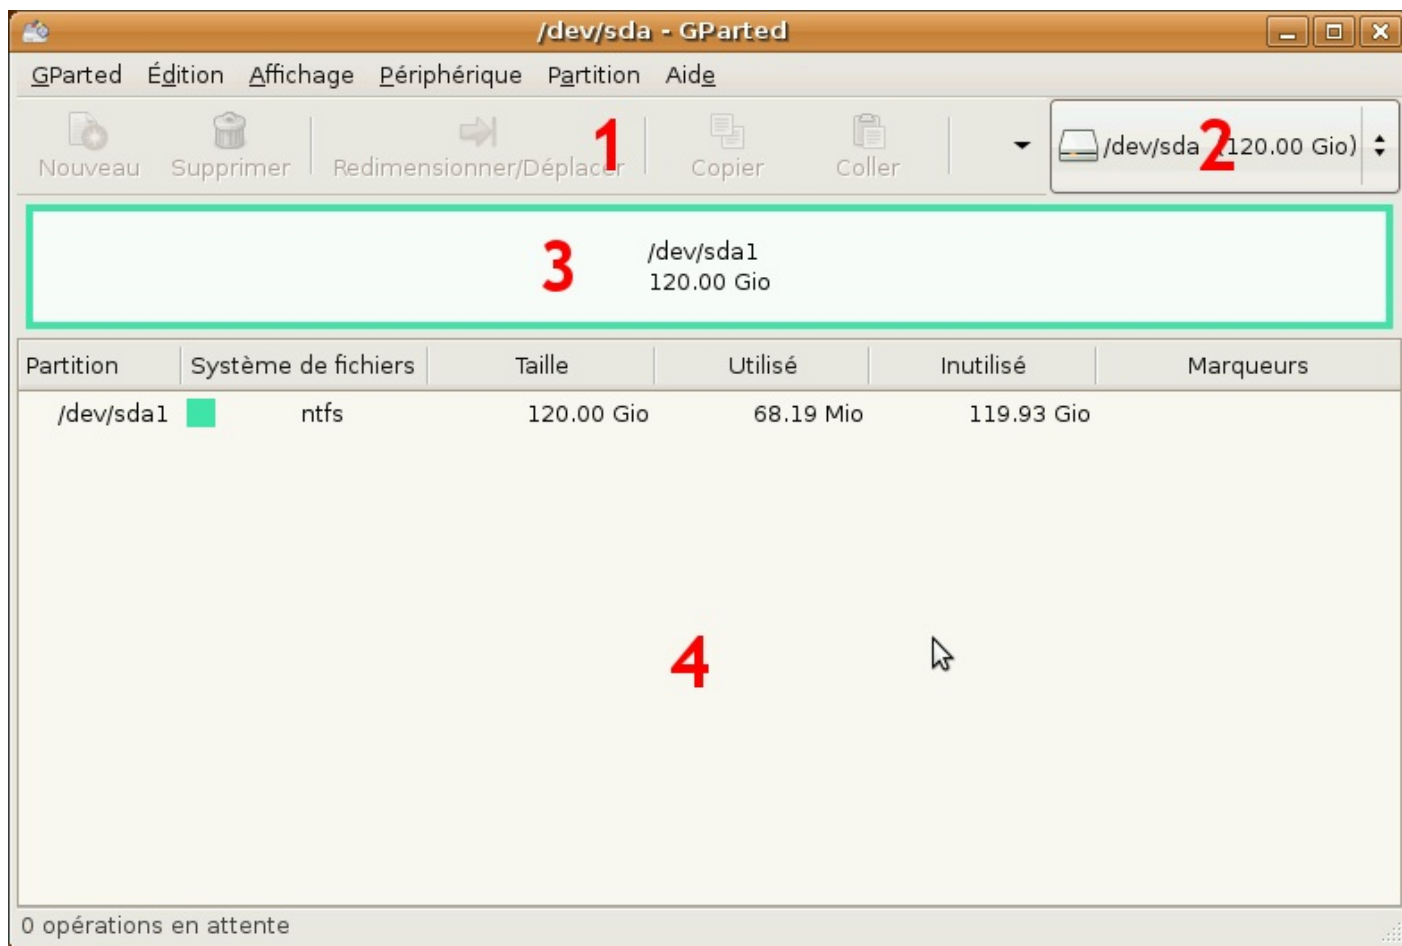 /dev/sda - GParted
GParted Édition Affichage Périphérique Partition Aide
Nouveau Supprimer Redimensionner/Déplacer Copier Coller /dev/sda (120.00 Gio)
1 2
/dev/sda1
3
120.00 Gio
Partition Système de fichiers Taille Utilisé Inutilisé Marqueurs
/dev/sda1 ntfs 120.00 Gio 68.19 Mio 119.93 Gio
4
0 opérations en attente